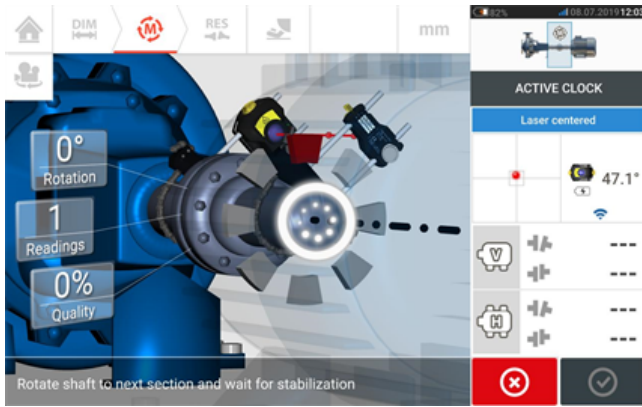 DIM
M
RES
mm
82%
08.07.2019 12:03
ACTIVE CLOCK
Laser centered
47.1°
0°
Rotation
1
Readings
0%
Quality
V
---
---
H
---
---
Rotate shaft to next section and wait for stabilization